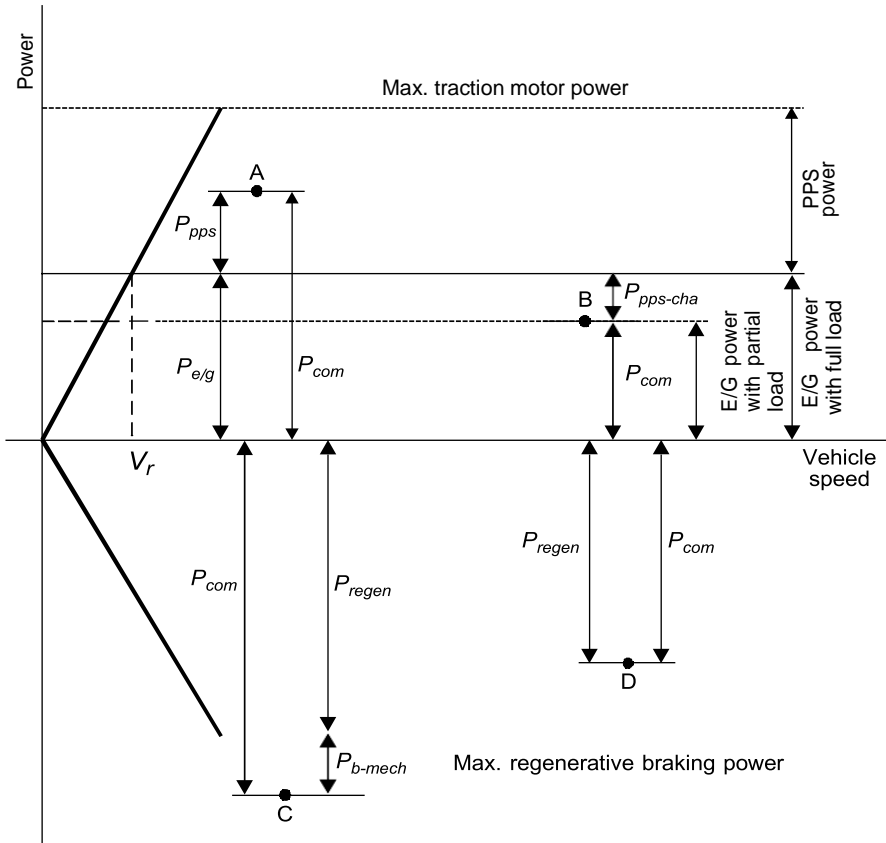 Power
Max. traction motor power
A
PPS
power
P_pps
P_pps-cha
B
P_e/g
P_com
P_com
E/G power
with partial
load
E/G power
with full load
V_r
Vehicle
speed
P_com
P_regen
P_regen
P_com
D
P_b-mech
Max. regenerative braking power
C